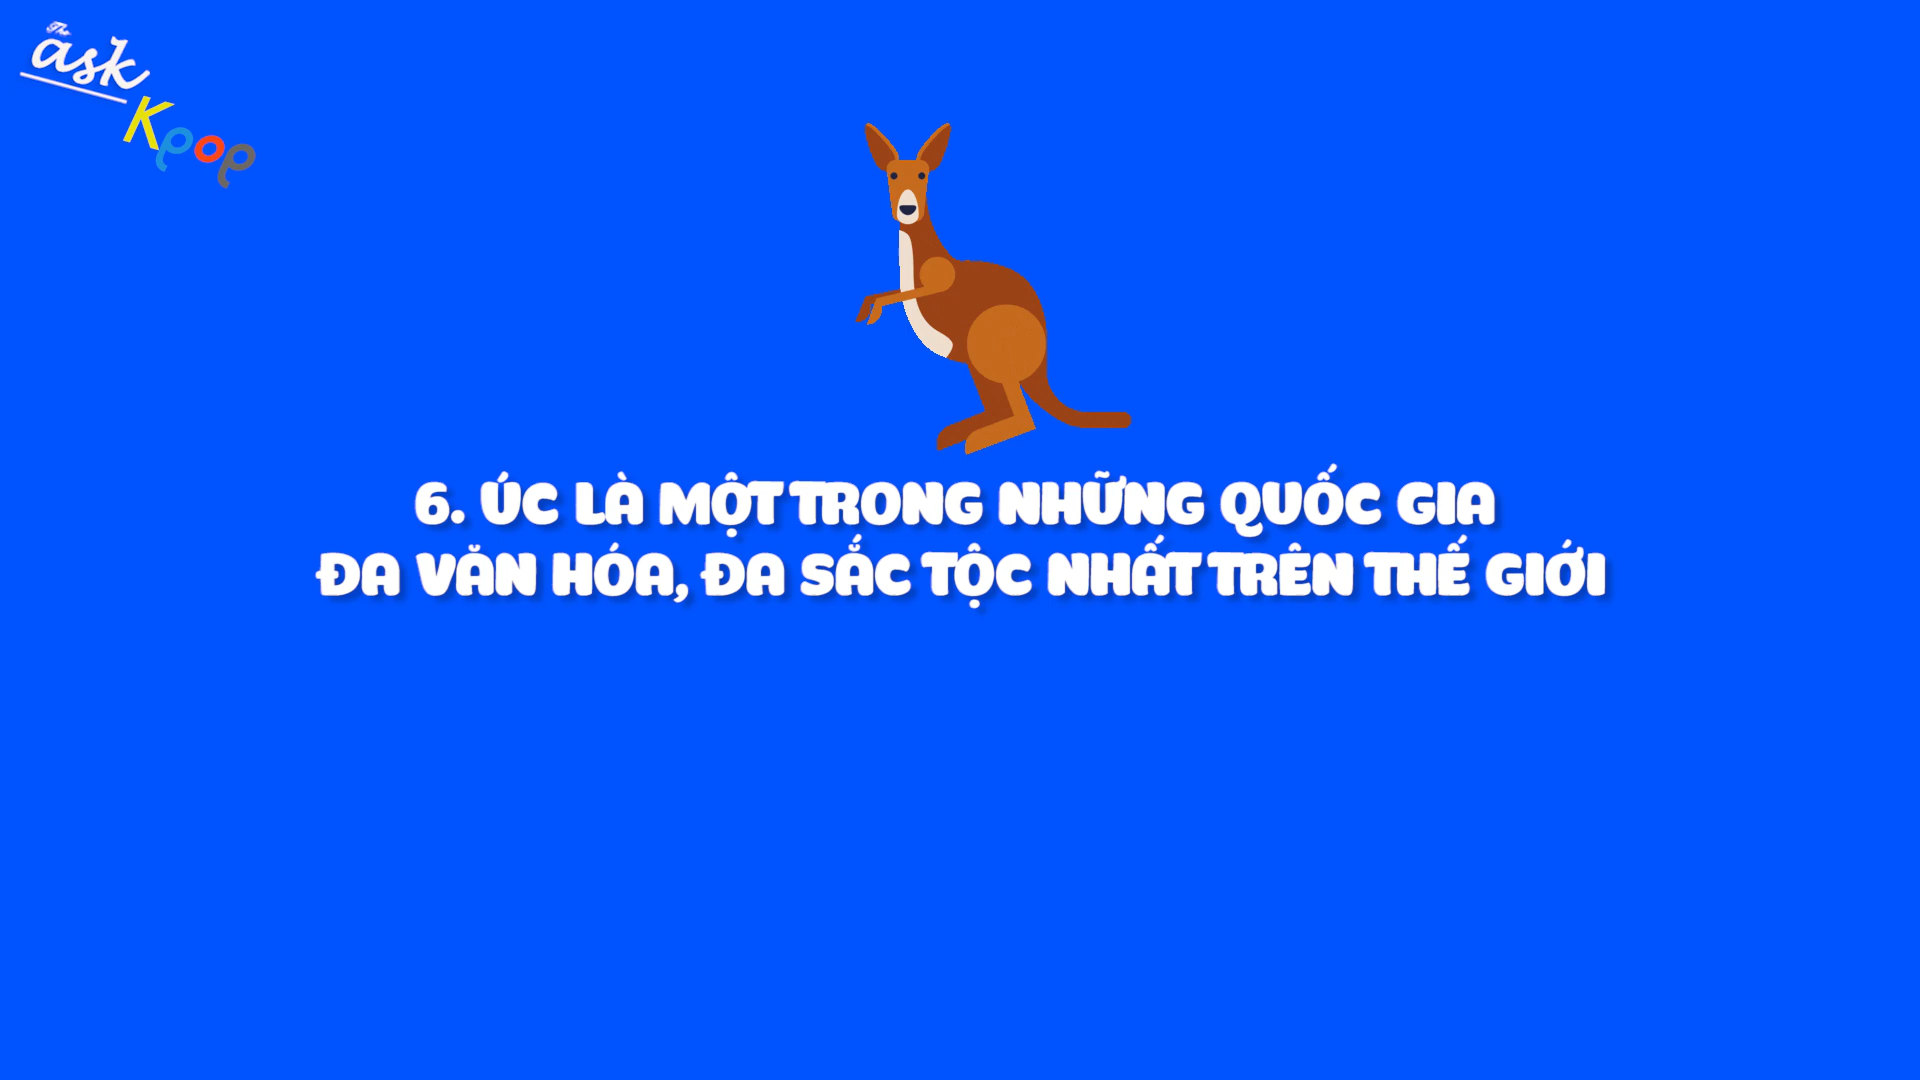 The
ask
Kpop
6. ÚC LÀ MỘT TRONG NHỮNG QUỐC GIA
ĐA VĂN HÓA, ĐA SẮC TỘC NHẤT TRÊN THẾ GIỚI